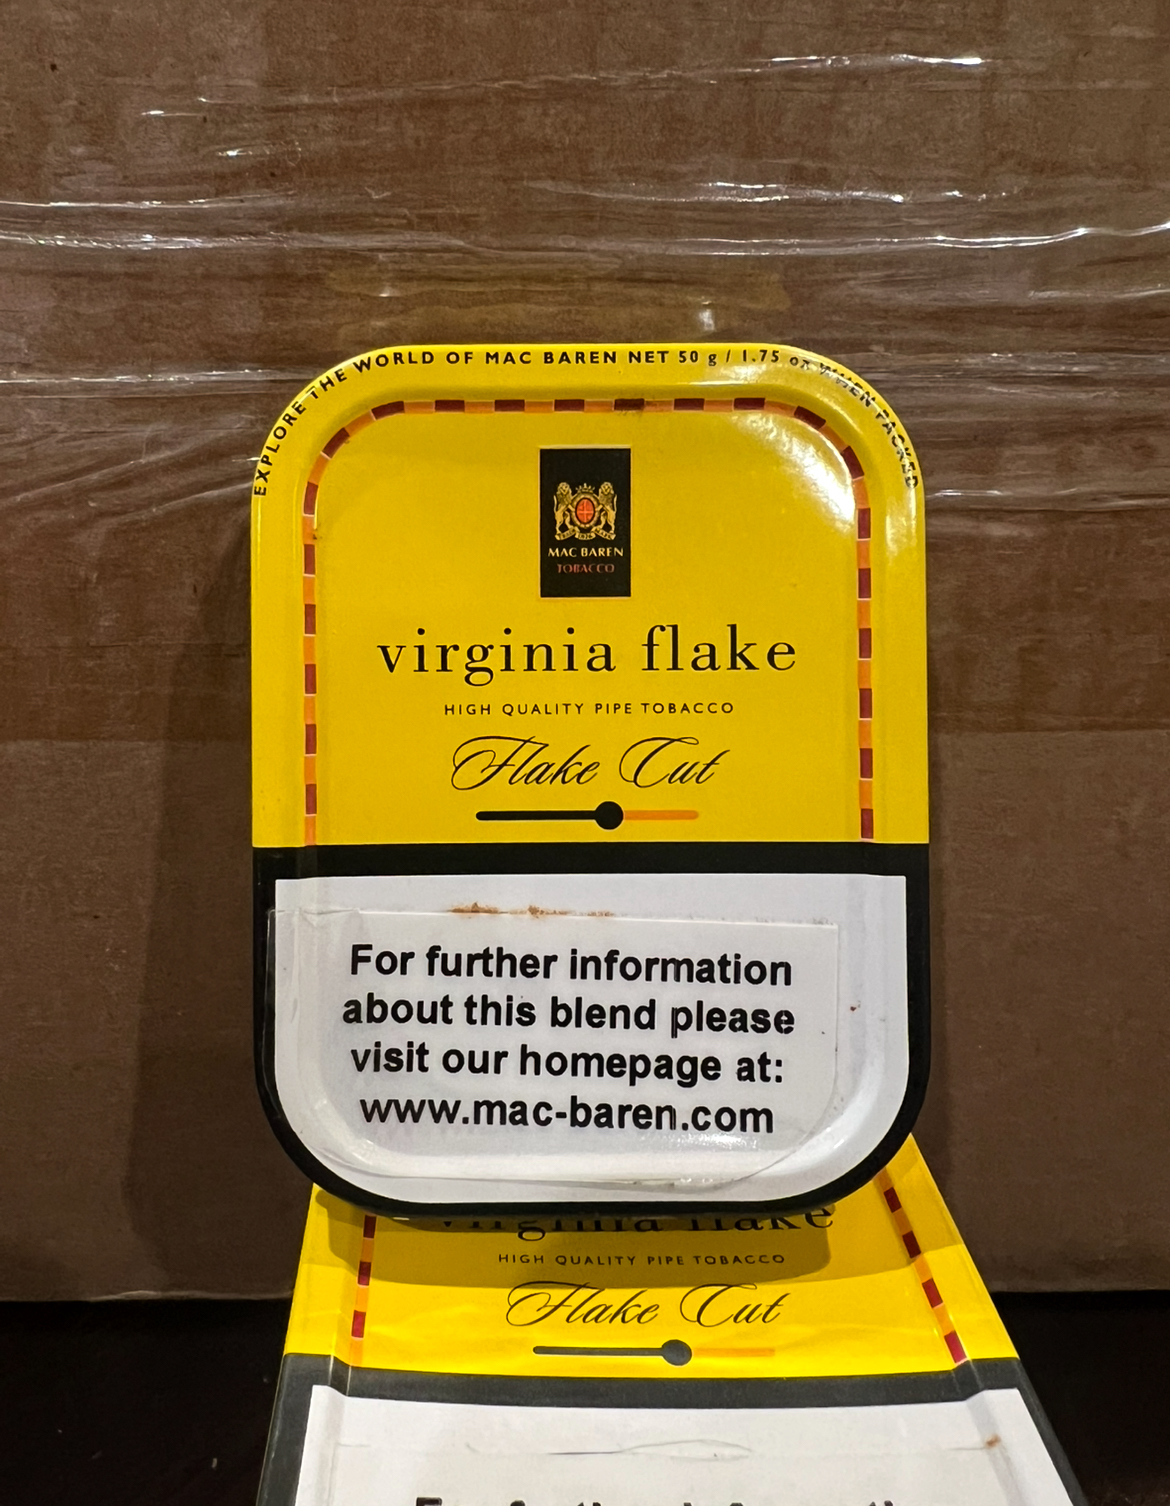 EXPLORE THE WORLD OF MAC BAREN NET 50 g / 1.75 oz WHEN PACKED
MAC BAREN
TOBACCO
virginia flake
HIGH QUALITY PIPE TOBACCO
Flake Cut
For further information
about this blend please
visit our homepage at:
www.mac-baren.com
virginia flake
HIGH QUALITY PIPE TOBACCO
Flake Cut